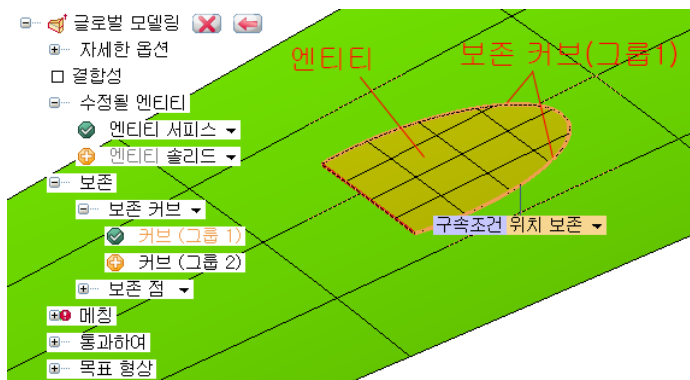 글로벌 모델링
자세한 옵션
결합성
수정될 엔티티
엔티티 서피스
엔티티 솔리드
보존
보존 커브
커브 (그룹 1)
커브 (그룹 2)
보존 점
메칭
통과하여
목표 형상
엔티티
보존 커브(그룹1)
구속조건 위치 보존